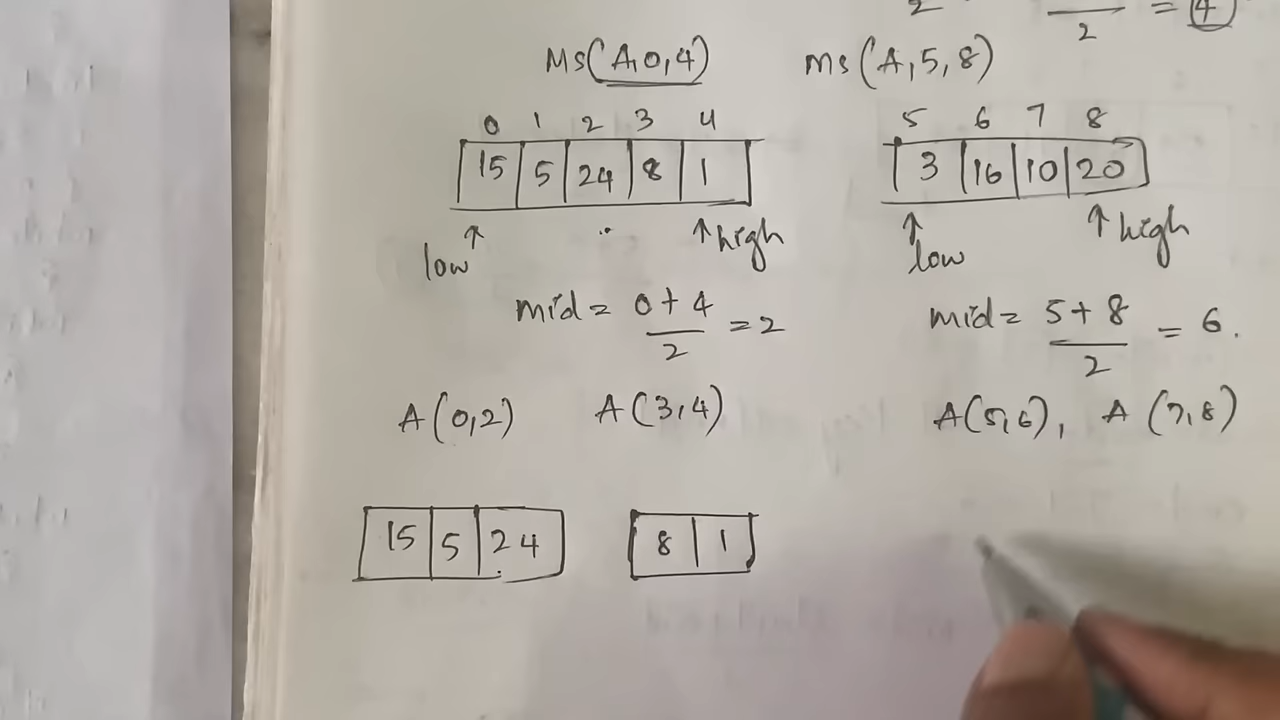 2 / 2 = 4
Ms(A,0,4) ms(A,5,8)
0 1 2 3 4 5 6 7 8
15 5 24 8 1 3 16 10 20
low high low high
mid = 0+4 / 2 = 2 mid = 5+8 / 2 = 6.
A(0,2) A(3,4) A(5,6), A(7,8)
15 5 24 8 1